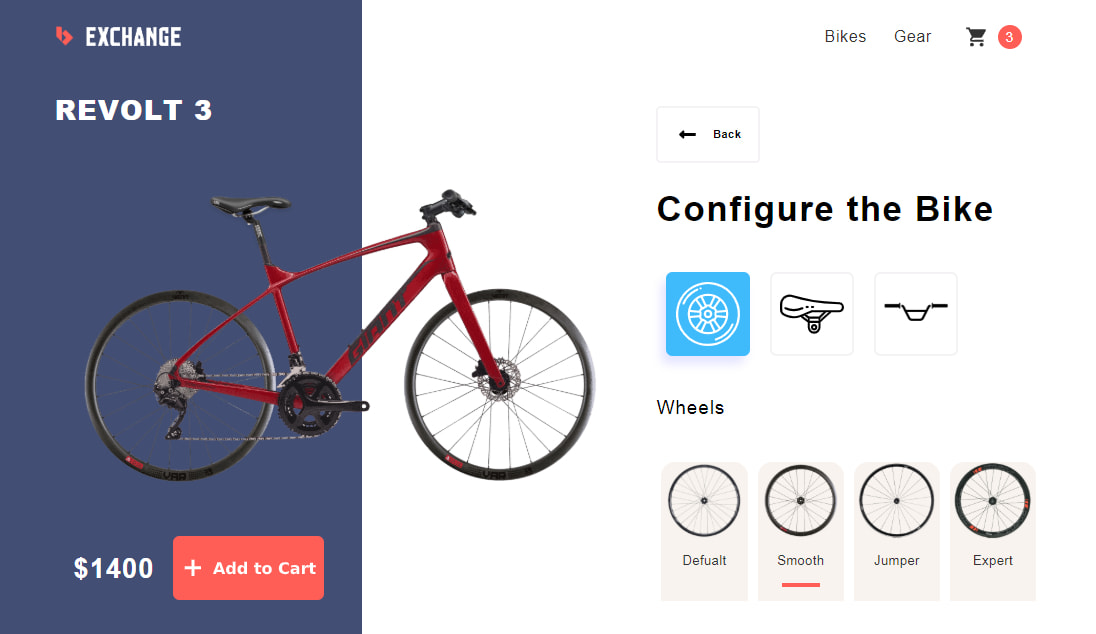 EXCHANGE
Bikes
Gear
3
REVOLT 3
Back
Configure the Bike
GIANT
Wheels
Defualt
Smooth
Jumper
Expert
$1400
+ Add to Cart